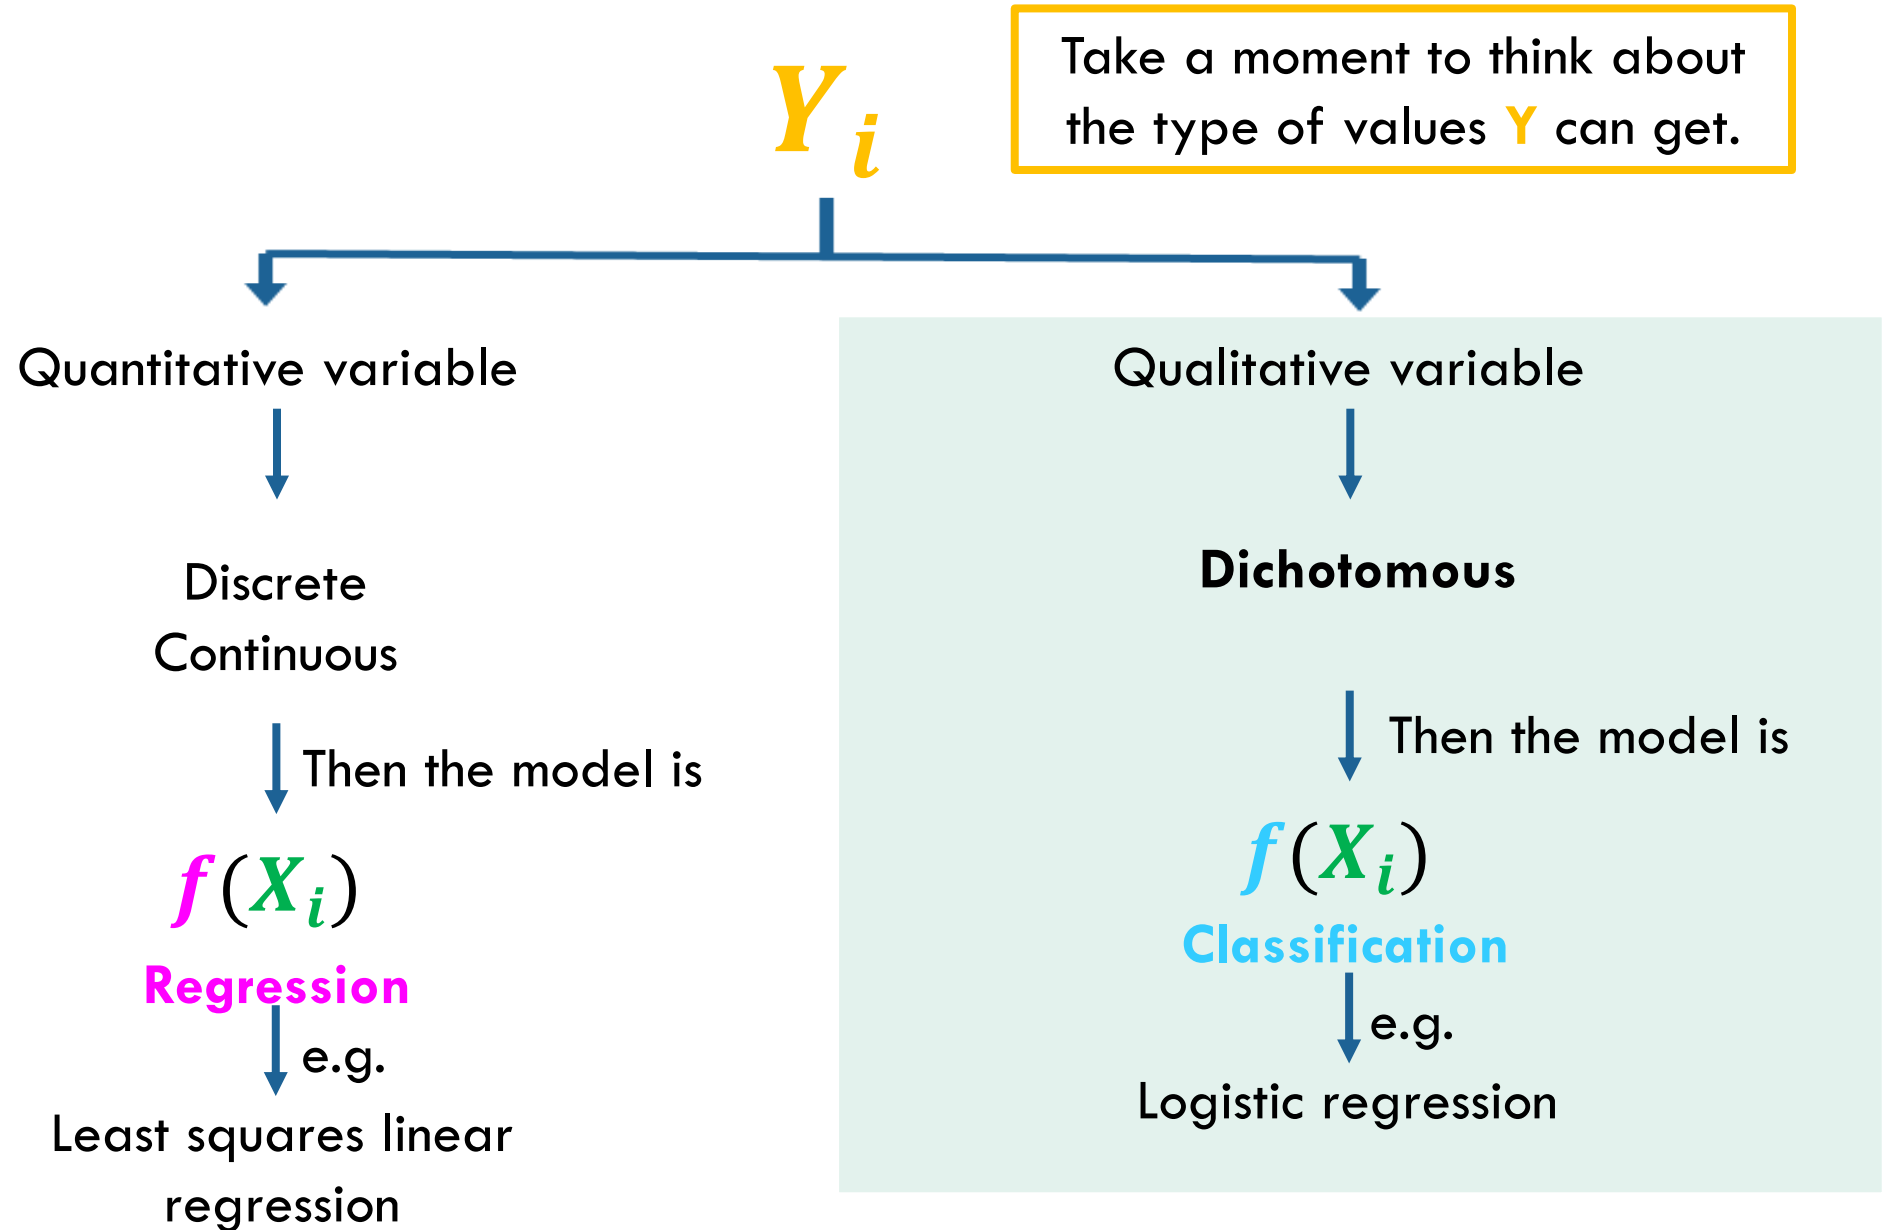 Y_i
Take a moment to think about
the type of values Y can get.
Quantitative variable
Discrete
Continuous
Then the model is
f(X_i)
Regression
e.g.
Least squares linear
regression
Qualitative variable
Dichotomous
Then the model is
f(X_i)
Classification
e.g.
Logistic regression